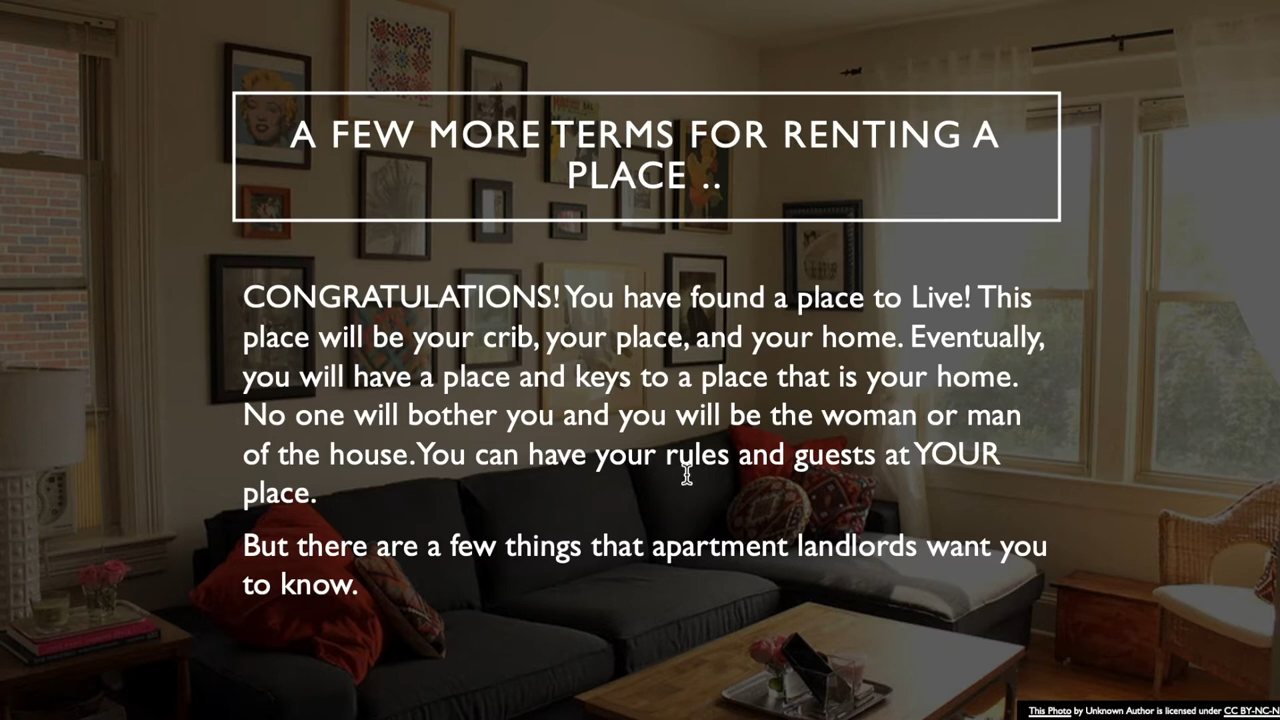 A FEW MORE TERMS FOR RENTING A
PLACE ..
CONGRATULATIONS! You have found a place to Live! This
place will be your crib, your place, and your home. Eventually,
you will have a place and keys to a place that is your home.
No one will bother you and you will be the woman or man
of the house. You can have your rules and guests at YOUR
place.
But there are a few things that apartment landlords want you
to know.
This Photo by Unknown Author is licensed under CC BY-NC-N